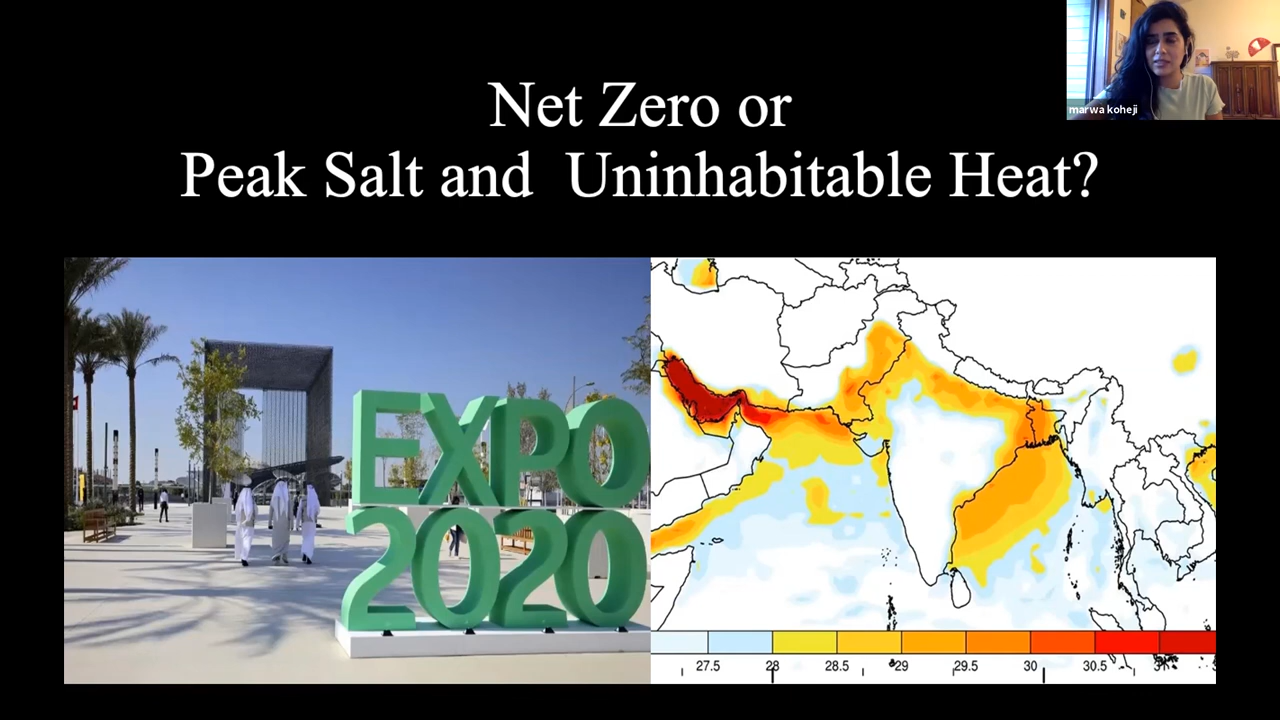 Net Zero or
Peak Salt and Uninhabitable Heat?
marwa koheji
EXPO
2020
27.5 28 28.5 29 29.5 30 30.5